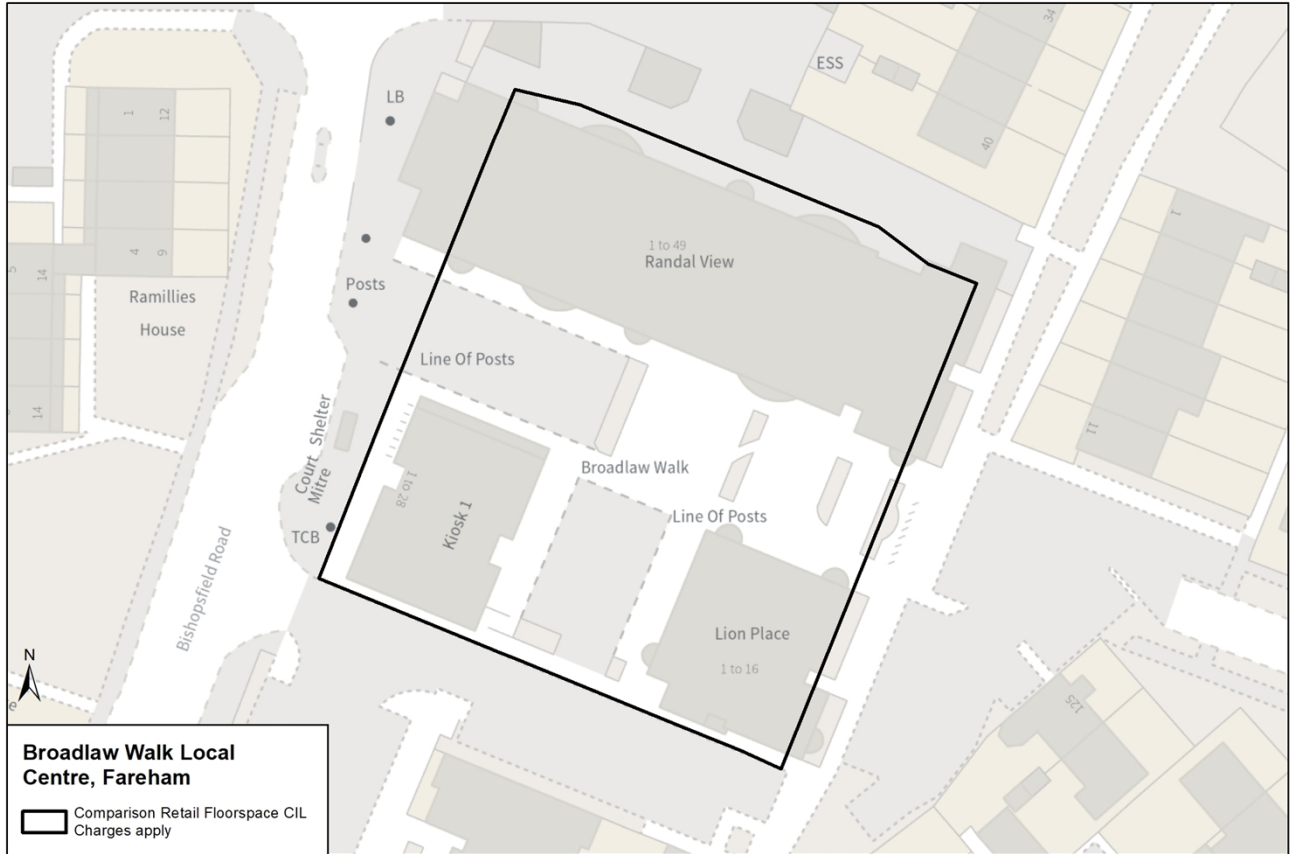 34
ESS
LB
1
12
40
1
4
9
1 to 49
Randal View
5
14
Ramillies
House
Posts
Line Of Posts
14
11
Court Shelter
Mitre
Broadlaw Walk
1 to 28
Kiosk 1
Line Of Posts
TCB
Bishopsfield Road
Lion Place
1 to 16
N
125
Broadlaw Walk Local
Centre, Fareham
Comparison Retail Floorspace CIL
Charges apply